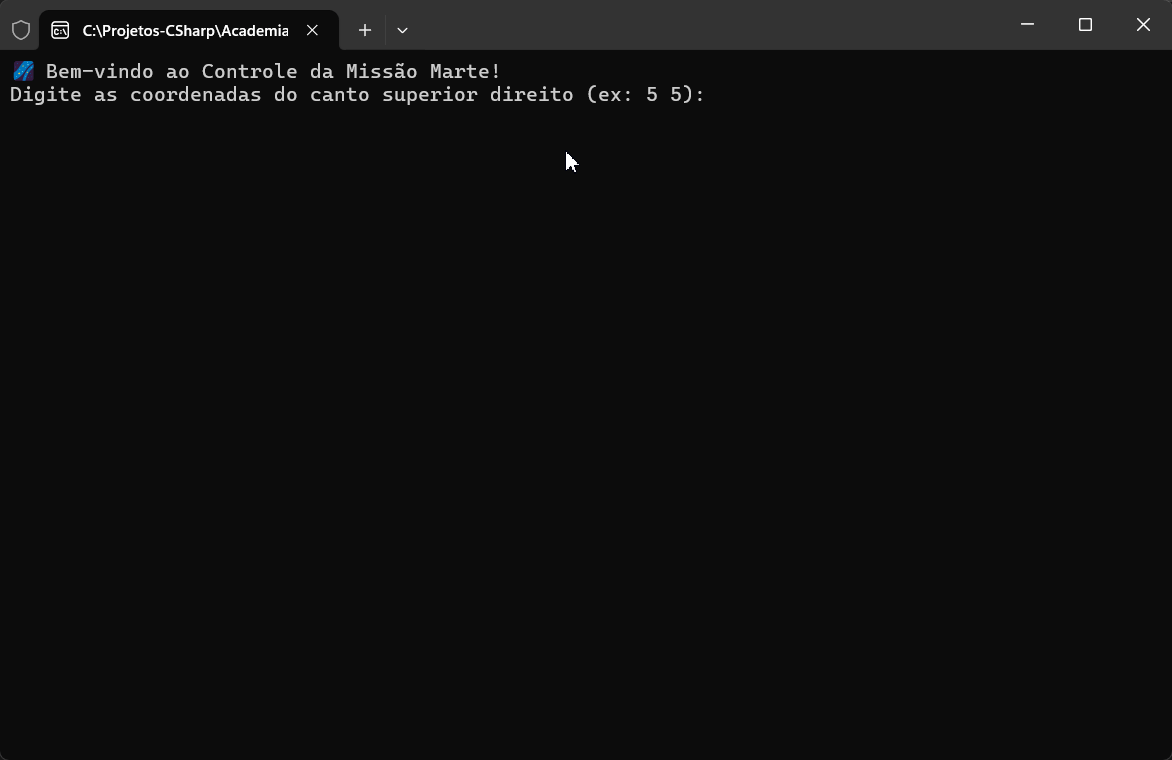 C:\Projetos-CSharp\Academia
🌌 Bem-vindo ao Controle da Missão Marte!
Digite as coordenadas do canto superior direito (ex: 5 5):